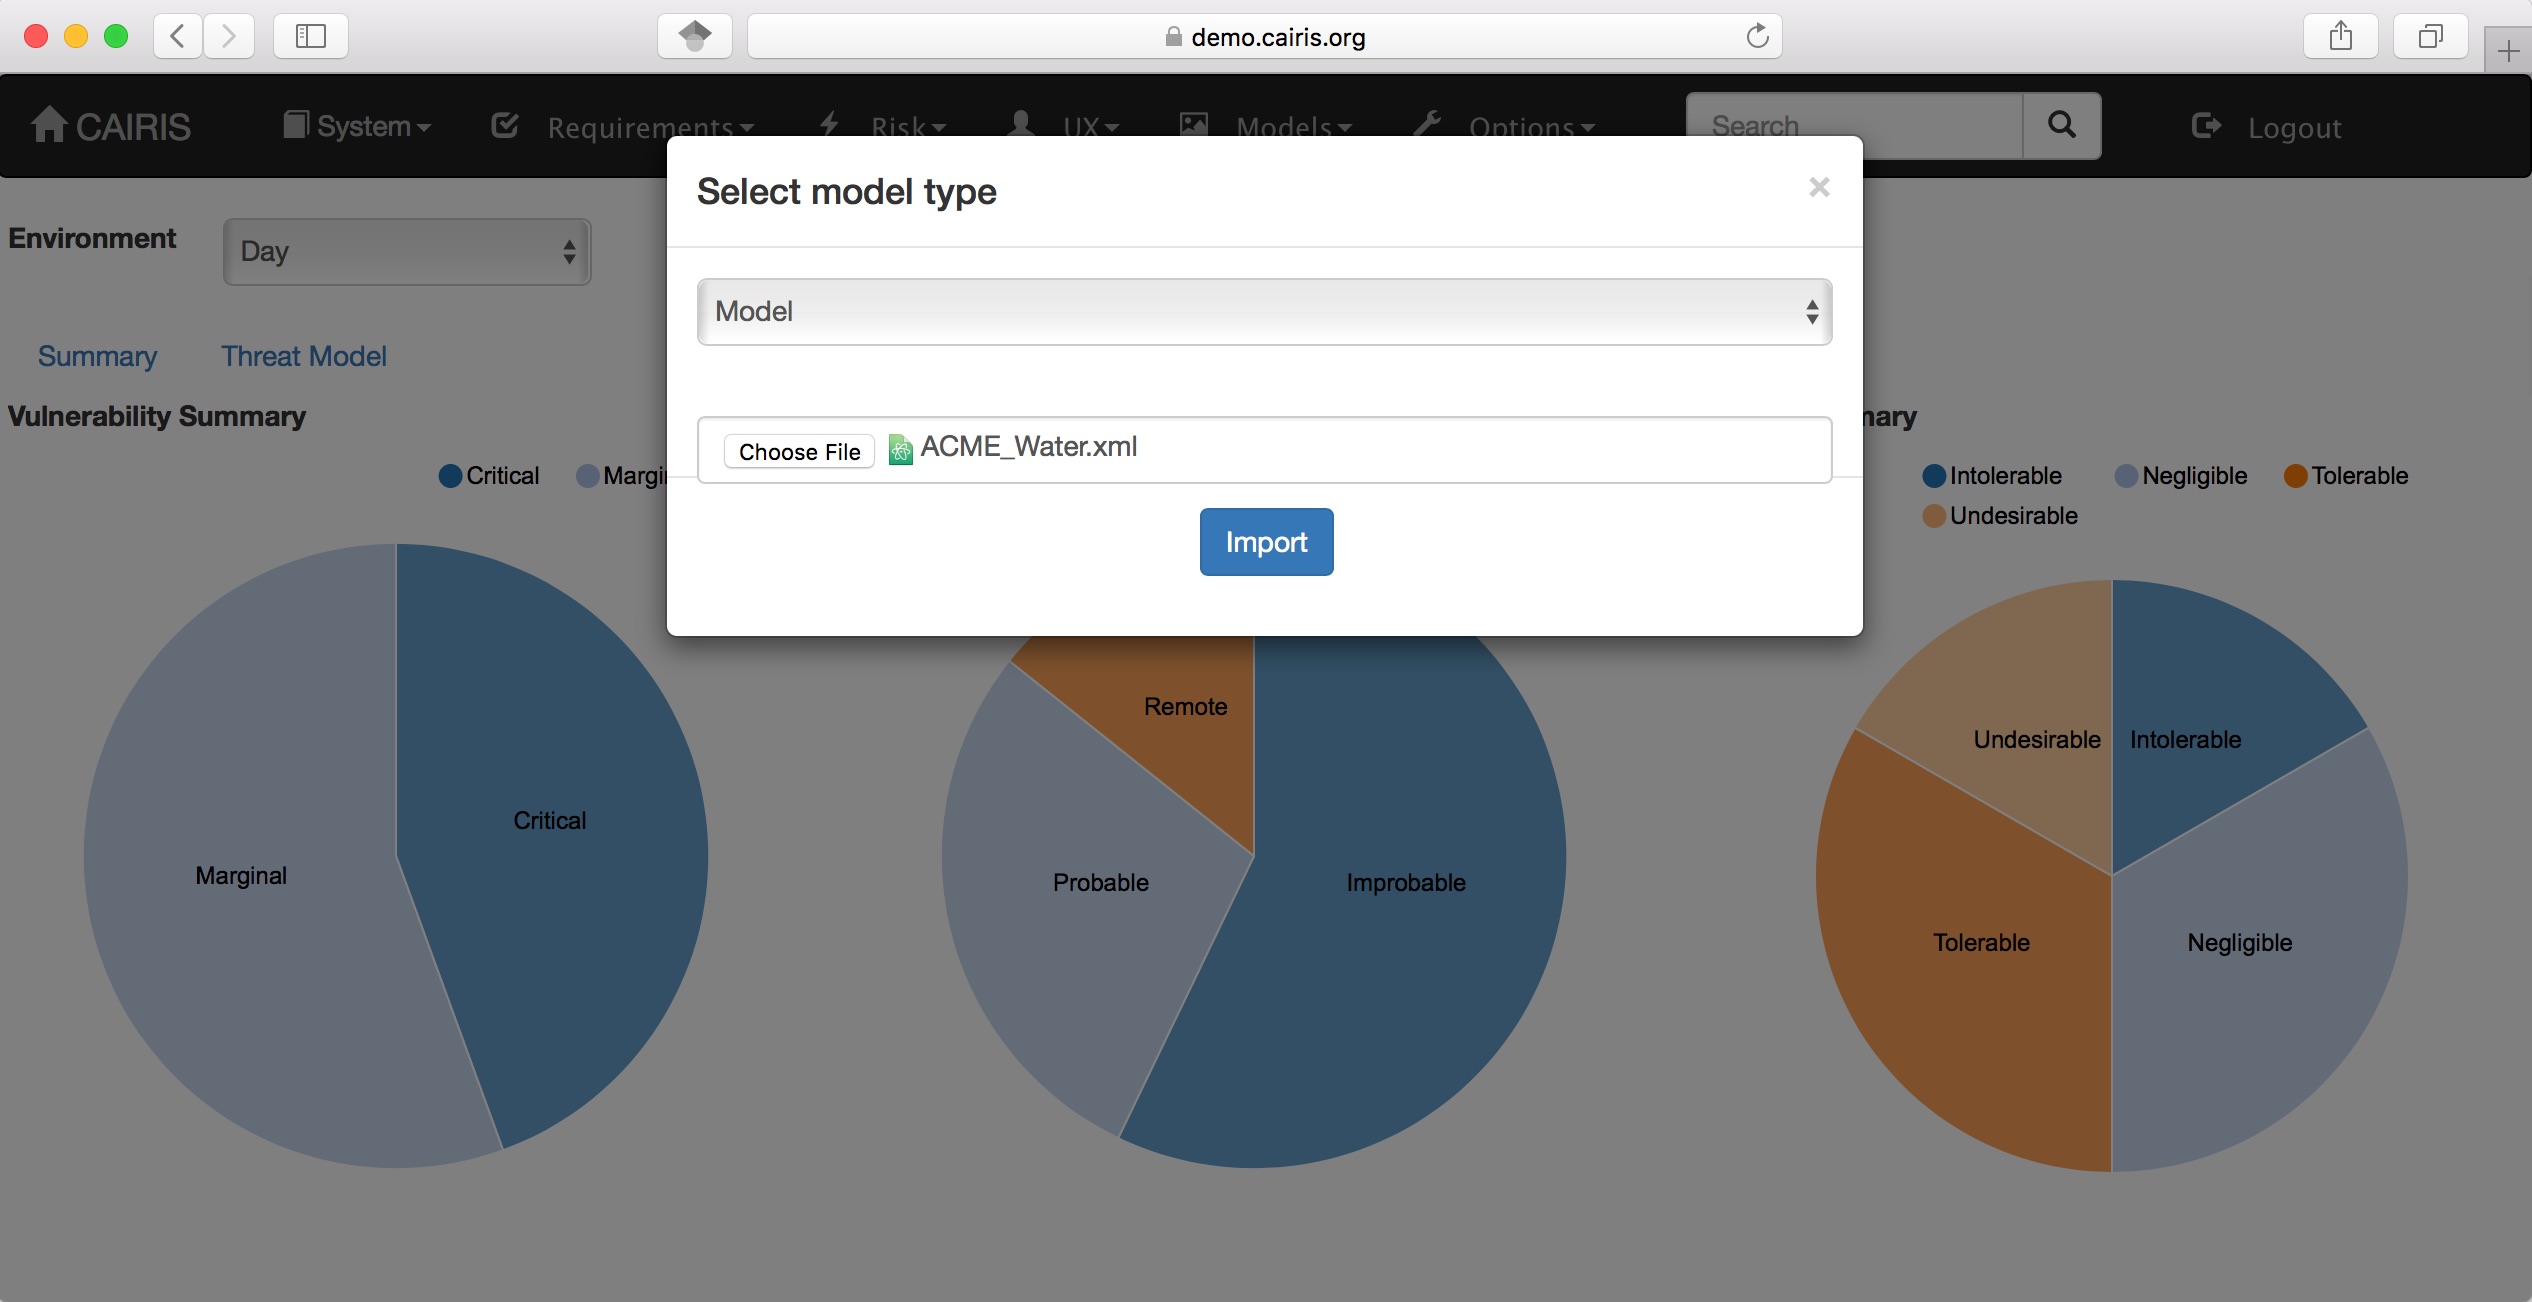 demo.cairis.org
CAIRIS System Requirements Risk UX Models Options Search Logout
Select model type
×
Environment Day
Model
Summary Threat Model
Vulnerability Summary
Choose File ACME_Water.xml
Critical
Intolerable Negligible Tolerable
Undesirable
Import
Remote
Undesirable Intolerable
Critical
Marginal
Probable Improbable
Tolerable Negligible